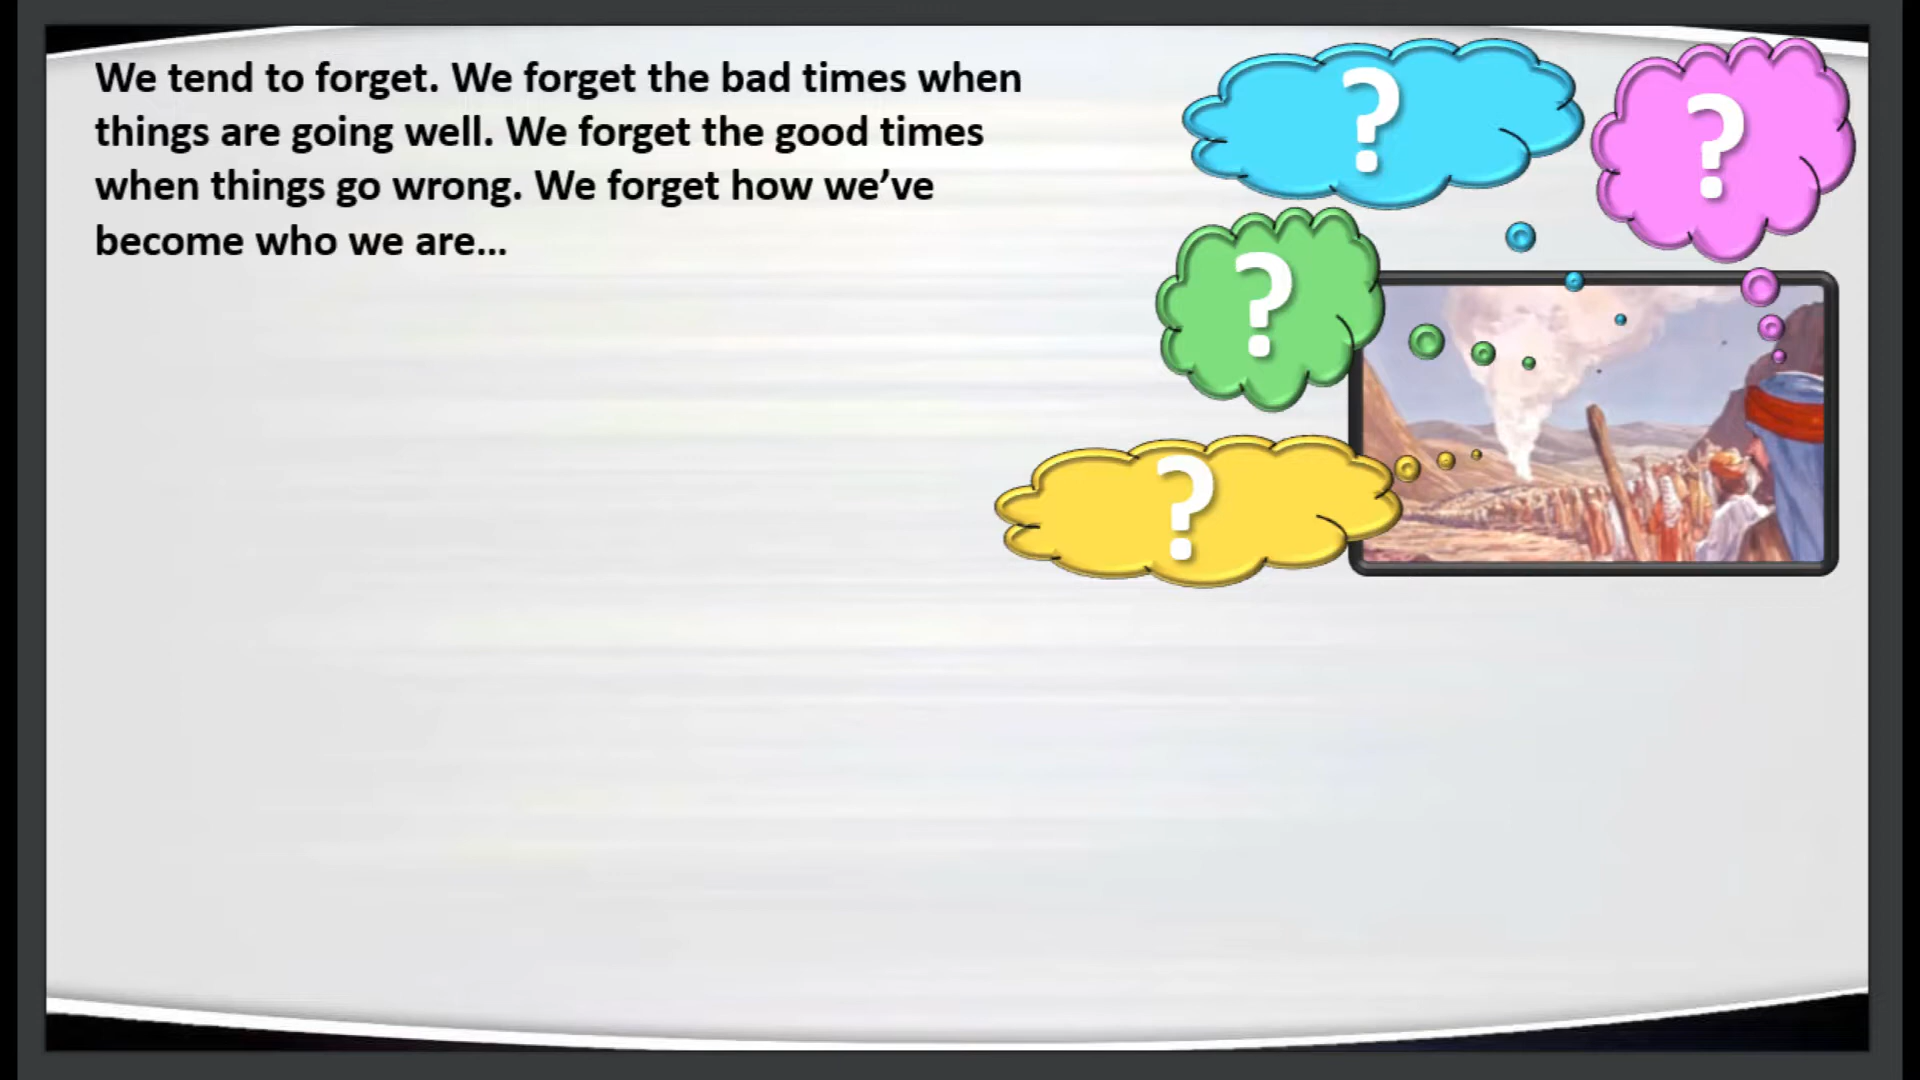 We tend to forget. We forget the bad times when
things are going well. We forget the good times
when things go wrong. We forget how we’ve
become who we are...
?
?
?
?